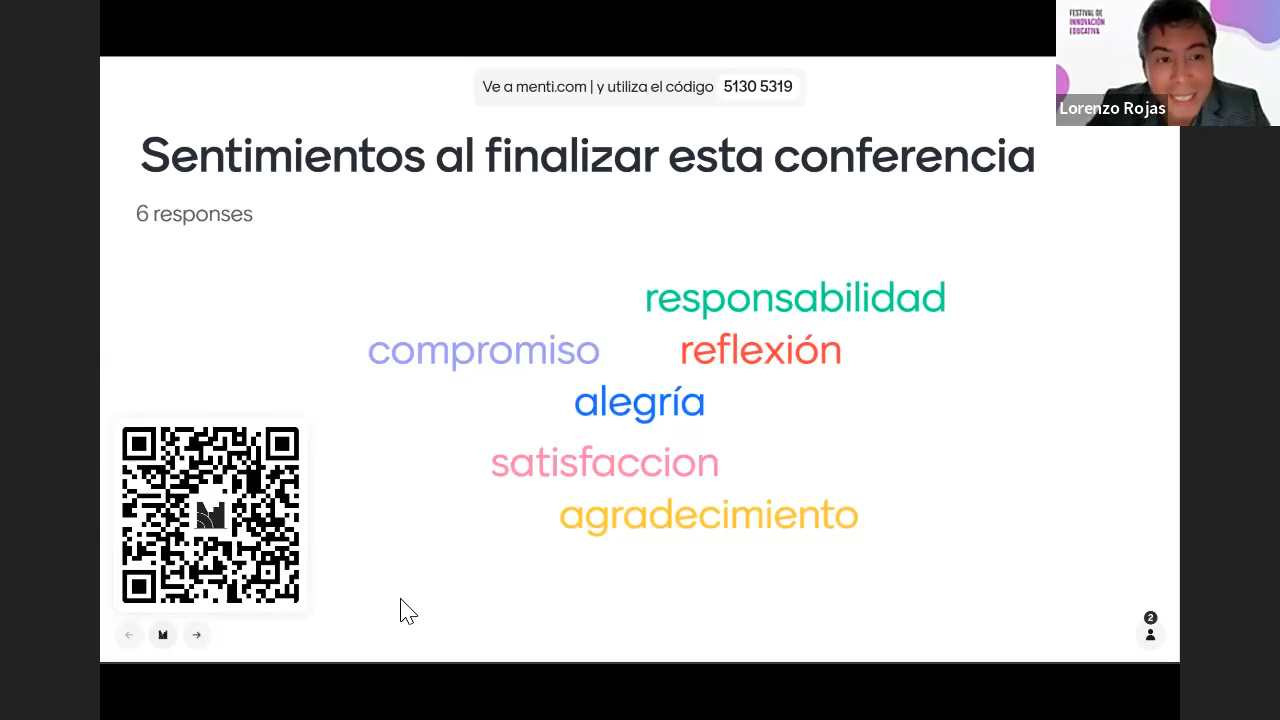 FESTIVAL DE
INNOVACIÓN
EDUCATIVA
Lorenzo Rojas
Ve a menti.com | y utiliza el código 5130 5319
Sentimientos al finalizar esta conferencia
6 responses
responsabilidad
compromiso reflexión
alegría
satisfaccion
agradecimiento
2